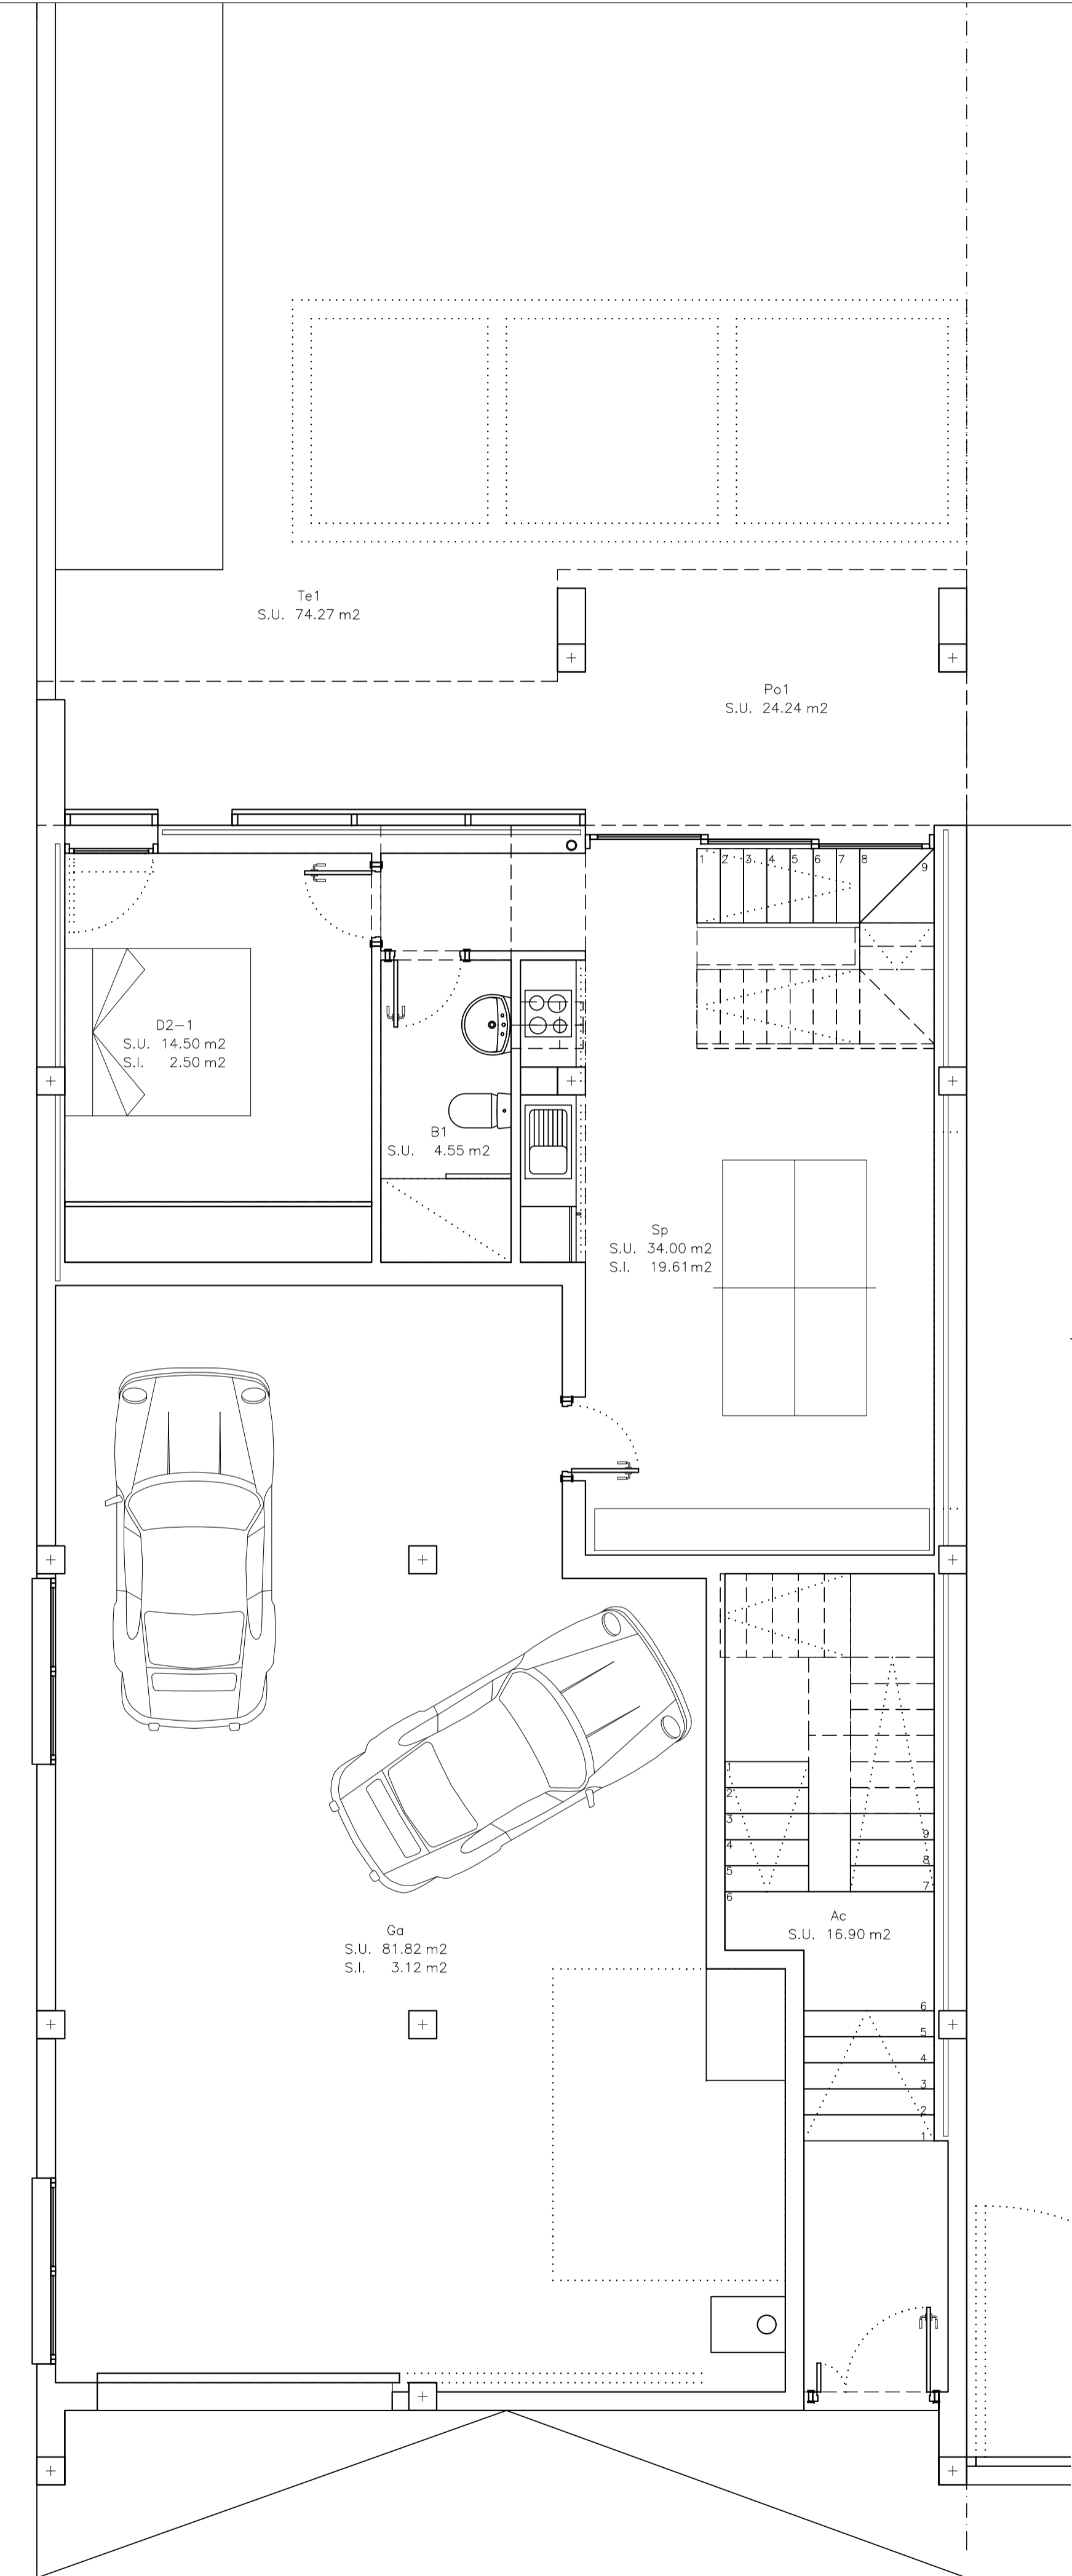 Te1
S.U. 74.27 m2
Po1
S.U. 24.24 m2
1 2 3 4 5 6 7 8
9
D2-1
S.U. 14.50 m2
S.I. 2.50 m2
B1
S.U. 4.55 m2
Sp
S.U. 34.00 m2
S.I. 19.61 m2
1
2
3
4
5
6
9
8
7
Ac
S.U. 16.90 m2
Ga
S.U. 81.82 m2
S.I. 3.12 m2
6
5
4
3
2
1